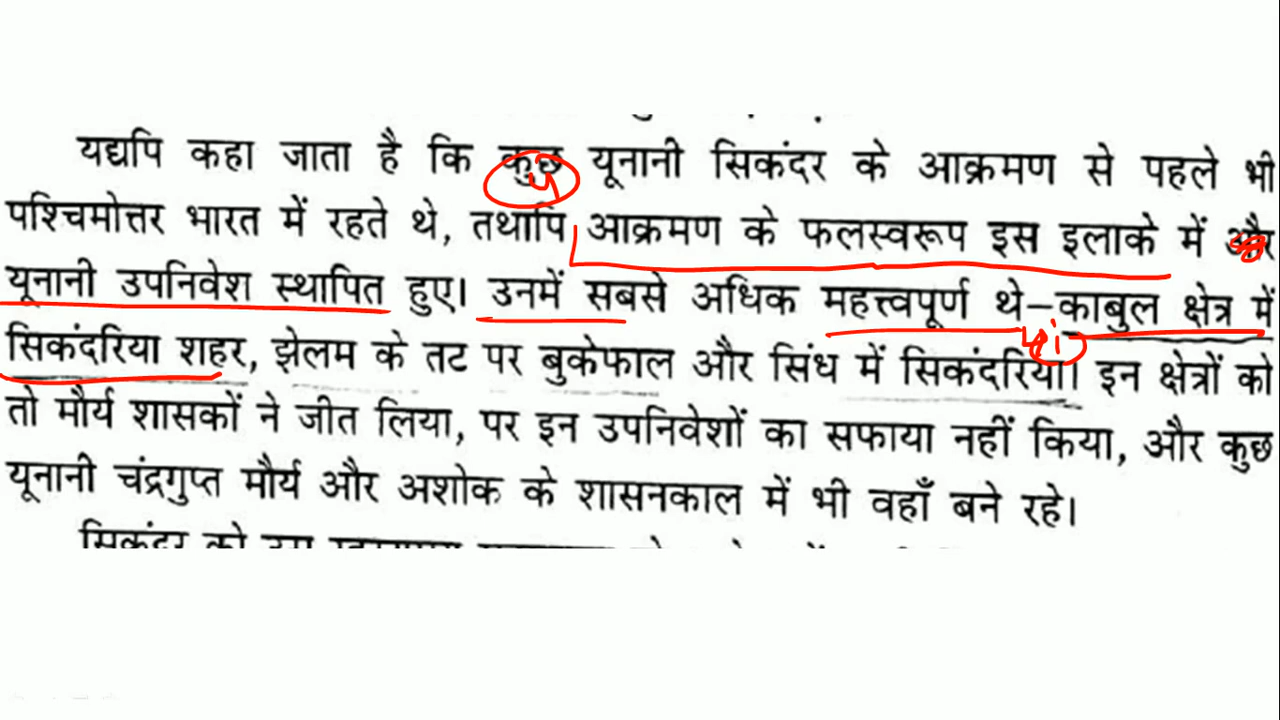 यद्यपि कहा जाता है कि कुछ यूनानी सिकंदर के आक्रमण से पहले भी
पश्चिमोत्तर भारत में रहते थे, तथापि आक्रमण के फलस्वरूप इस इलाके में और
यूनानी उपनिवेश स्थापित हुए। उनमें सबसे अधिक महत्त्वपूर्ण थे–काबुल क्षेत्र में
सिकंदरिया शहर, झेलम के तट पर बुकेफाल और सिंध में सिकंदरिया। इन क्षेत्रों को
तो मौर्य शासकों ने जीत लिया, पर इन उपनिवेशों का सफाया नहीं किया, और कुछ
यूनानी चंद्रगुप्त मौर्य और अशोक के शासनकाल में भी वहाँ बने रहे।
सिकंदर को